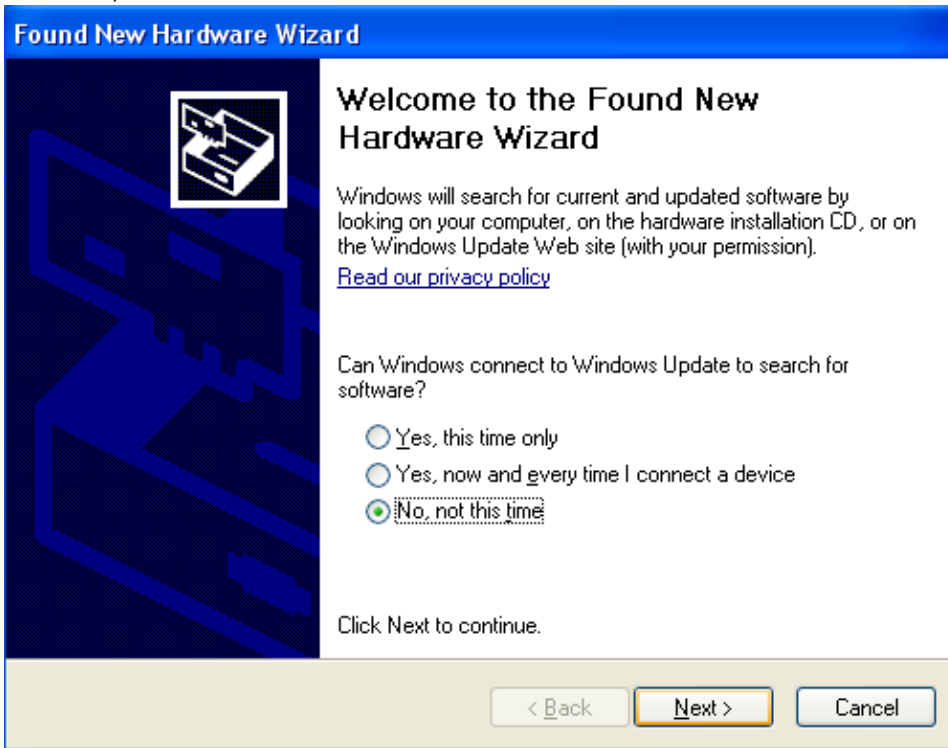 Found New Hardware Wizard
Welcome to the Found New
Hardware Wizard
Windows will search for current and updated software by
looking on your computer, on the hardware installation CD, or on
the Windows Update Web site (with your permission).
Read our privacy policy
Can Windows connect to Windows Update to search for
software?
Yes, this time only
Yes, now and every time I connect a device
No, not this time
Click Next to continue.
< Back
Next >
Cancel